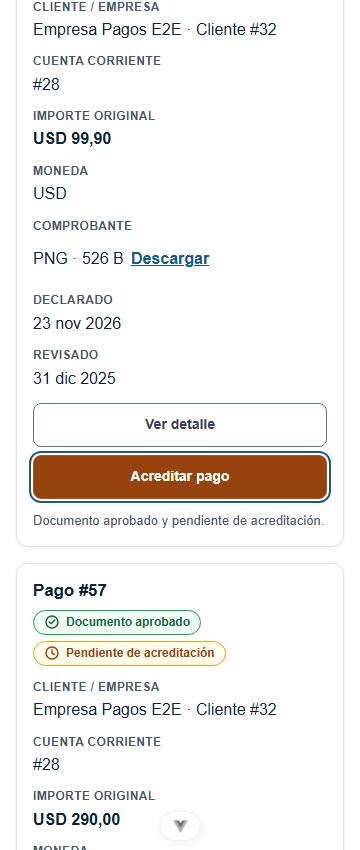 CLIENTE / EMPRESA
Empresa Pagos E2E · Cliente #32
CUENTA CORRIENTE
#28
IMPORTE ORIGINAL
USD 99,90
MONEDA
USD
COMPROBANTE
PNG · 526 B Descargar
DECLARADO
23 nov 2026
REVISADO
31 dic 2025
Ver detalle
Acreditar pago
Documento aprobado y pendiente de acreditación.
Pago #57
Documento aprobado
Pendiente de acreditación
CLIENTE / EMPRESA
Empresa Pagos E2E · Cliente #32
CUENTA CORRIENTE
#28
IMPORTE ORIGINAL
USD 290,00
MONEDA